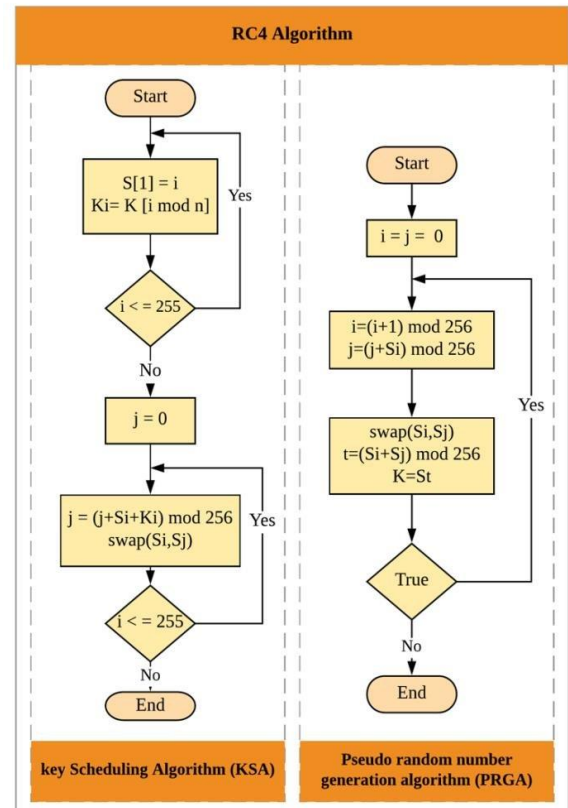 RC4 Algorithm
Start
S[1] = i
Ki= K [i mod n]
Yes
i < = 255
No
j = 0
j = (j+Si+Ki) mod 256
swap(Si,Sj)
Yes
i < = 255
No
End
key Scheduling Algorithm (KSA)
Start
i = j = 0
i=(i+1) mod 256
j=(j+Si) mod 256
Yes
swap(Si,Sj)
t=(Si+Sj) mod 256
K=St
True
No
End
Pseudo random number
generation algorithm (PRGA)